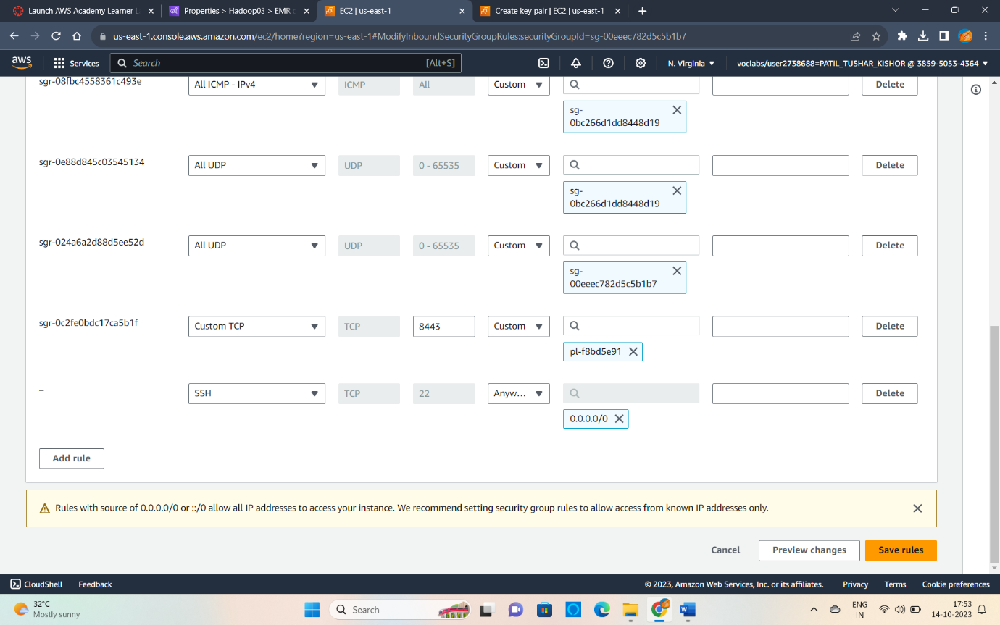 Launch AWS Academy Learner L
Properties > Hadoop03 > EMR
EC2 | us-east-1
Create key pair | EC2 | us-east-1
us-east-1.console.aws.amazon.com/ec2/home?region=us-east-1#ModifyInboundSecurityGroupRules:securityGroupId=sg-00eeec782d5c5b1b7
aws
Services
Search
[Alt+S]
N. Virginia
voclabs/user2738688=PATIL_TUSHAR_KISHOR @ 3859-5053-4364
sgr-08fbc4558361c493e
All ICMP - IPv4
ICMP
All
Custom
Delete
sg-
0bc266d1dd8448d19
sgr-0e88d845c03545134
All UDP
UDP
0 - 65535
Custom
Delete
sg-
0bc266d1dd8448d19
sgr-024a6a2d88d5ee52d
All UDP
UDP
0 - 65535
Custom
Delete
sg-
00eeec782d5c5b1b7
sgr-0c2fe0bdc17ca5b1f
Custom TCP
TCP
8443
Custom
Delete
pl-f8bd5e91
–
SSH
TCP
22
Anyw...
Delete
0.0.0.0/0
Add rule
Rules with source of 0.0.0.0/0 or ::/0 allow all IP addresses to access your instance. We recommend setting security group rules to allow access from known IP addresses only.
Cancel
Preview changes
Save rules
CloudShell
Feedback
© 2023, Amazon Web Services, Inc. or its affiliates.
Privacy
Terms
Cookie preferences
32°C
Mostly sunny
Search
ENG
IN
17:53
14-10-2023